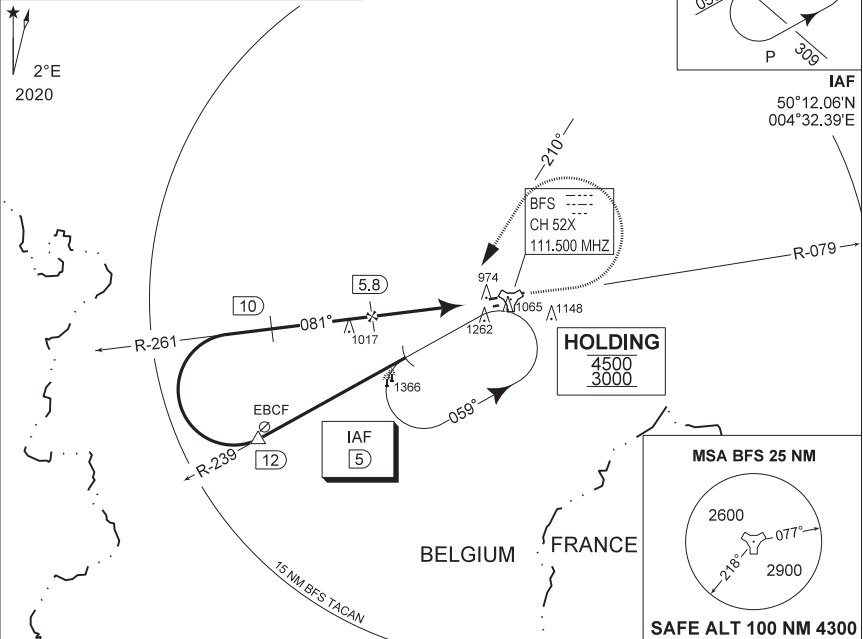 2°E
2020
05
P
309
IAF
50°12.06'N
004°32.39'E
210°
BFS
CH 52X
111.500 MHZ
R-079
974
5.8
10
1065
1148
081°
1017
1262
R-261
HOLDING
4500
3000
1366
EBCF
059°
IAF
5
R-239
12
MSA BFS 25 NM
2600
077°
218°
2900
BELGIUM
FRANCE
15 NM BFS TACAN
SAFE ALT 100 NM 4300